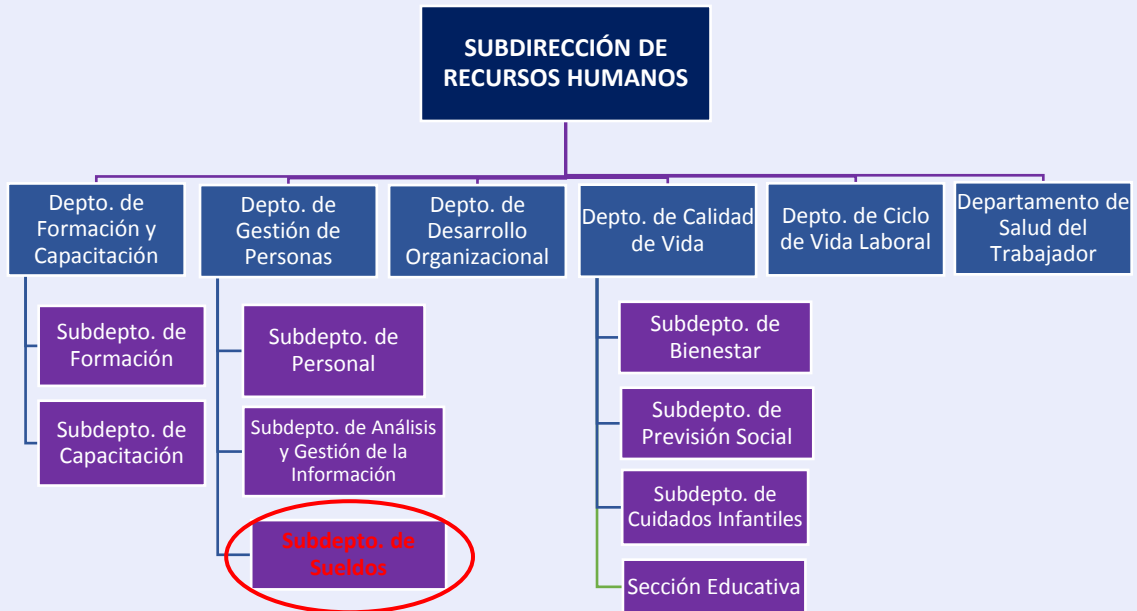 SUBDIRECCIÓN DE
RECURSOS HUMANOS
Depto. de
Formación y
Capacitación
Depto. de
Gestión de
Personas
Depto. de
Desarrollo
Organizacional
Depto. de Calidad
de Vida
Depto. de Ciclo
de Vida Laboral
Departamento de
Salud del
Trabajador
Subdepto. de
Formación
Subdepto. de
Capacitación
Subdepto. de
Personal
Subdepto. de Análisis
y Gestión de la
Información
Subdepto. de
Sueldos
Subdepto. de
Bienestar
Subdepto. de
Previsión Social
Subdepto. de
Cuidados Infantiles
Sección Educativa